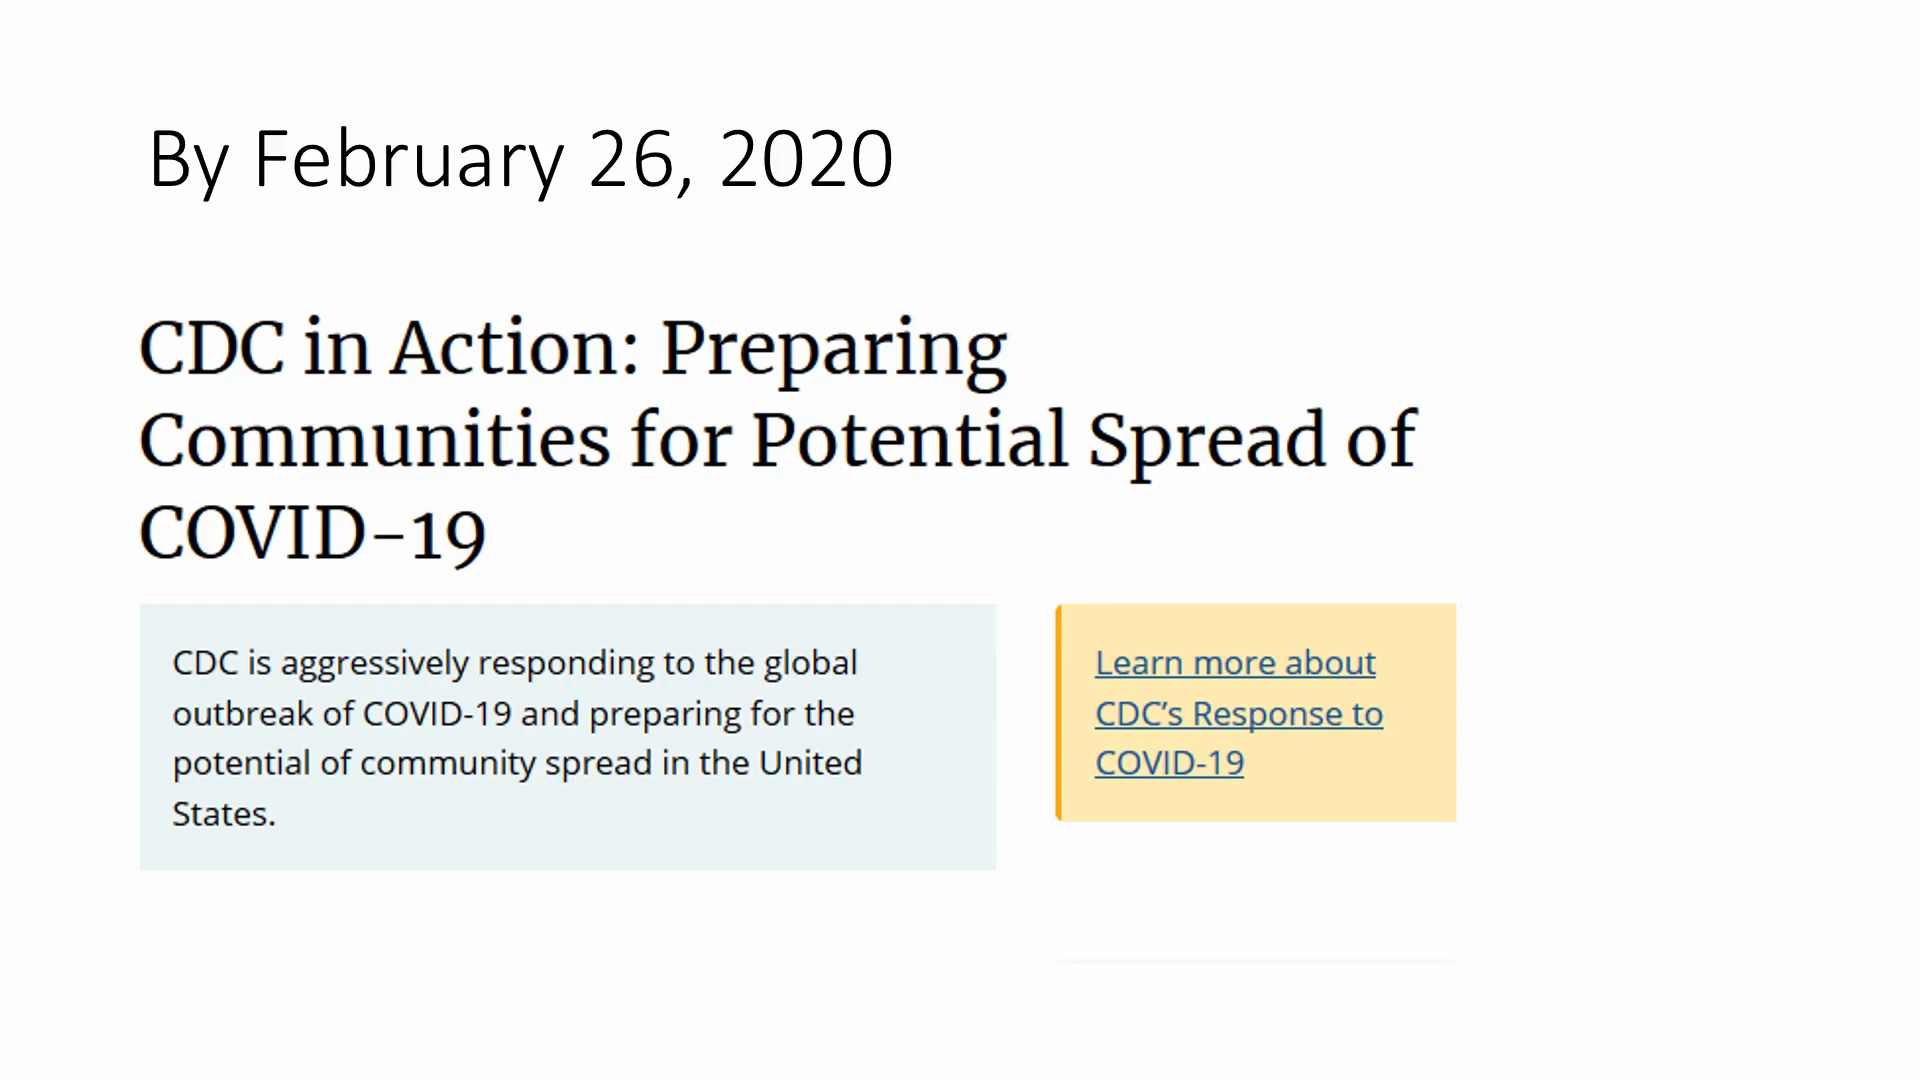 By February 26, 2020
CDC in Action: Preparing
Communities for Potential Spread of
COVID-19
CDC is aggressively responding to the global
outbreak of COVID-19 and preparing for the
potential of community spread in the United
States.
Learn more about
CDC’s Response to
COVID-19